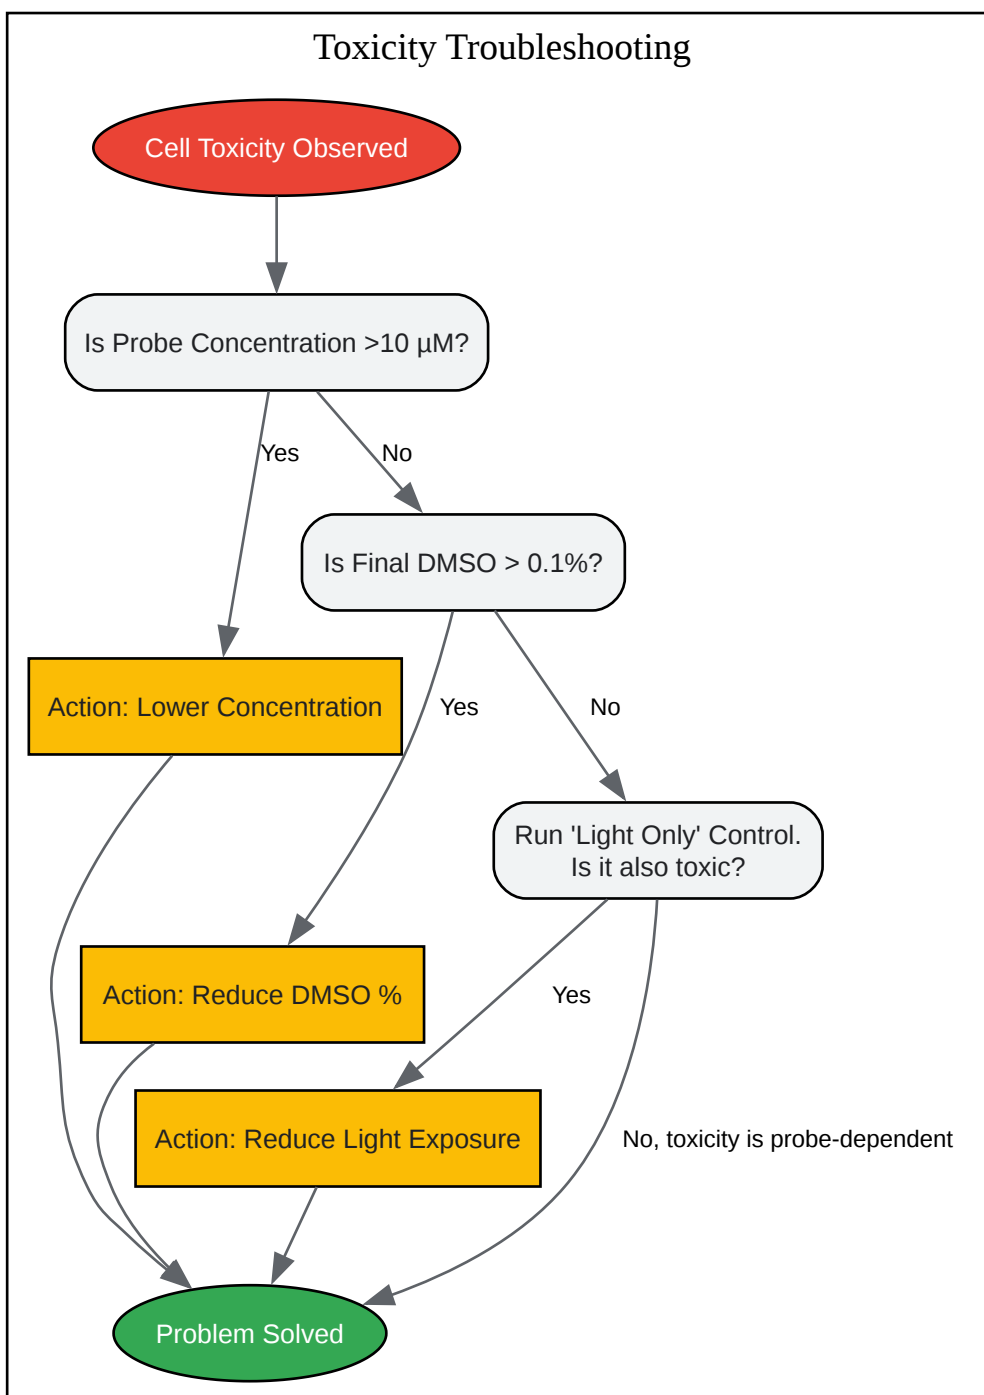 Toxicity Troubleshooting
Cell Toxicity Observed
Is Probe Concentration >10 µM?
Yes
No
Is Final DMSO > 0.1%?
Action: Lower Concentration
Yes
No
Run 'Light Only' Control.
Is it also toxic?
Action: Reduce DMSO %
Yes
Action: Reduce Light Exposure
No, toxicity is probe-dependent
Problem Solved